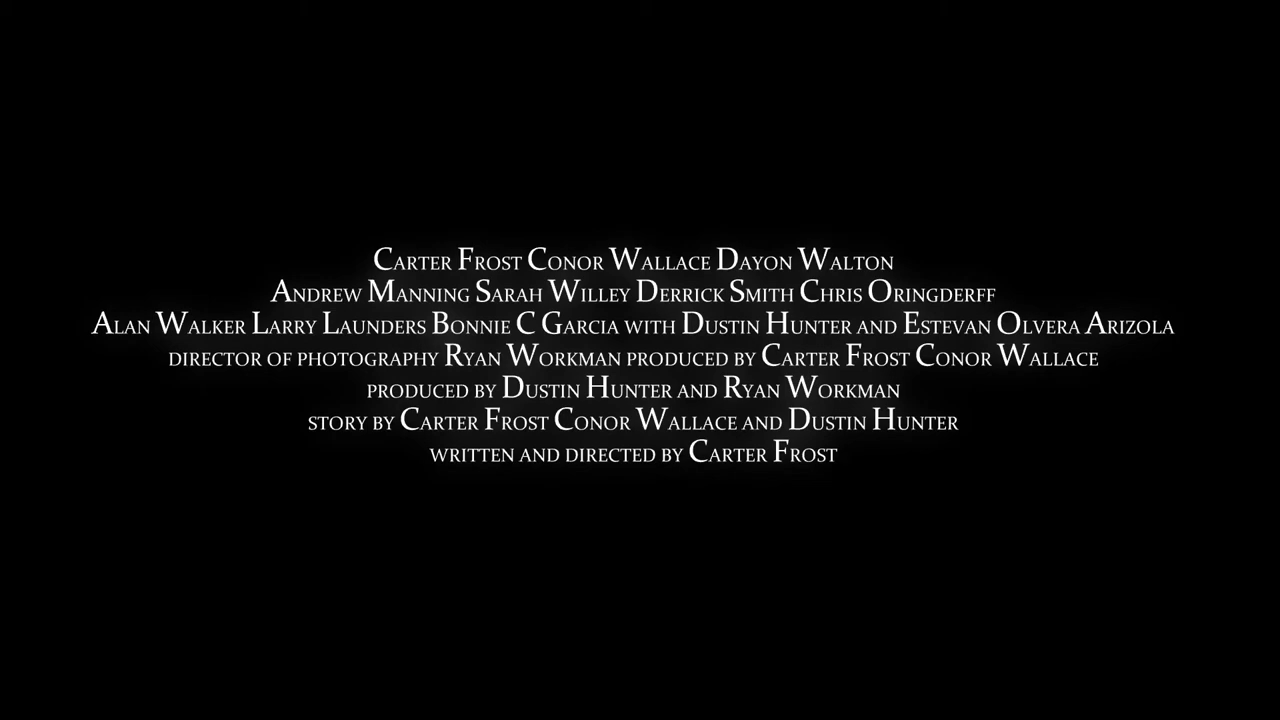 Carter Frost Conor Wallace Dayon Walton
Andrew Manning Sarah Willey Derrick Smith Chris Oringderff
Alan Walker Larry Launders Bonnie C Garcia with Dustin Hunter and Estevan Olvera Arizola
director of photography Ryan Workman produced by Carter Frost Conor Wallace
produced by Dustin Hunter and Ryan Workman
story by Carter Frost Conor Wallace and Dustin Hunter
written and directed by Carter Frost